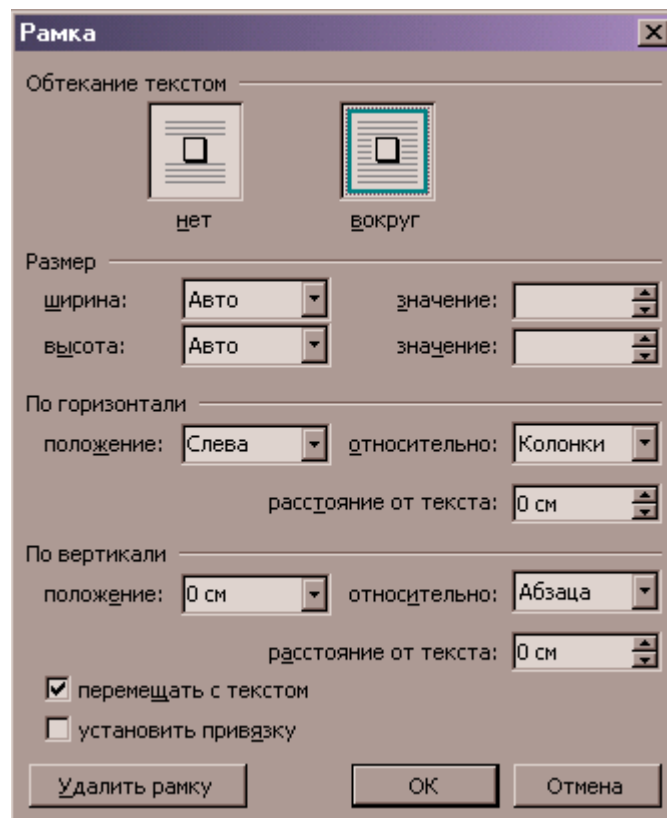 Рамка
Обтекание текстом
нет вокруг
Размер
ширина: Авто значение:
высота: Авто значение:
По горизонтали
положение: Слева относительно: Колонки
расстояние от текста: 0 см
По вертикали
положение: 0 см относительно: Абзаца
расстояние от текста: 0 см
перемещать с текстом
установить привязку
Удалить рамку ОК Отмена